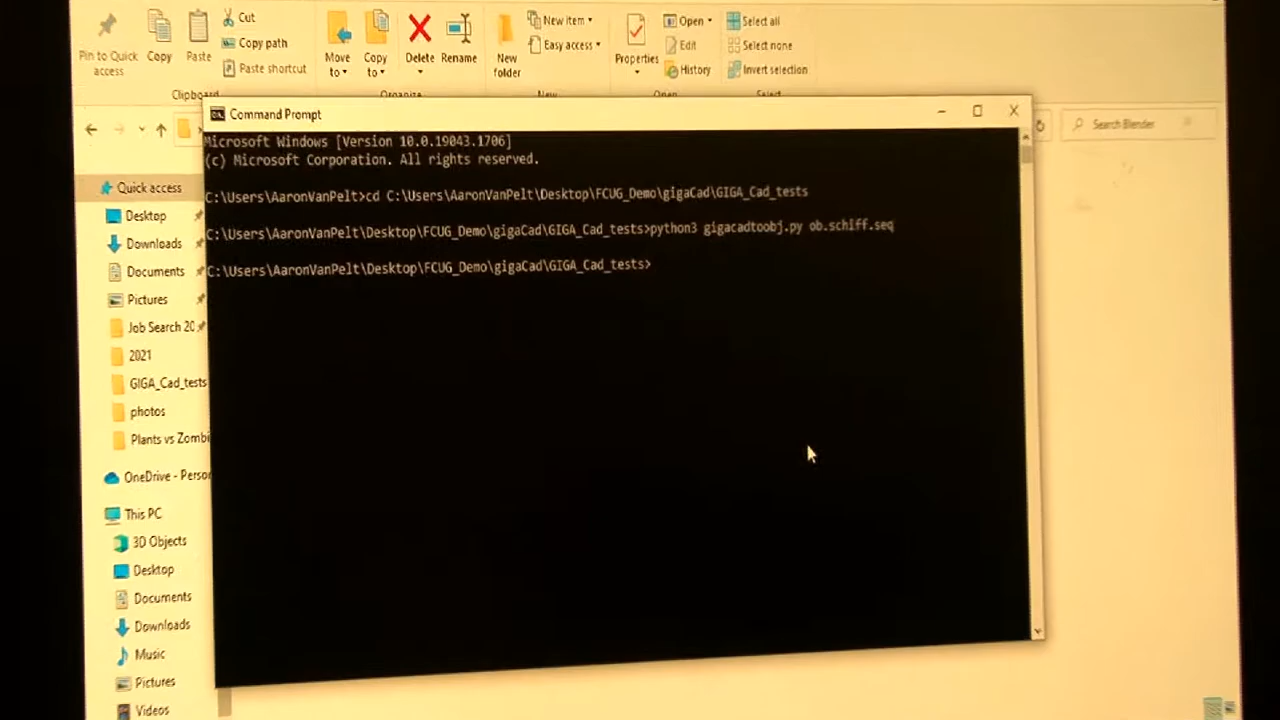 Cut
Copy path
Paste shortcut
Pin to Quick access
Copy
Paste
Move to
Copy to
Delete
Rename
New folder
New item
Easy access
Properties
Open
Edit
History
Select all
Select none
Invert selection
Clipboard
Organize
New
Open
Select
Command Prompt
Search Blender
Microsoft Windows [Version 10.0.19043.1706]
(c) Microsoft Corporation. All rights reserved.
C:\Users\AaronVanPelt>cd C:\Users\AaronVanPelt\Desktop\FCUG_Demo\gigaCad\GIGA_Cad_tests
C:\Users\AaronVanPelt\Desktop\FCUG_Demo\gigaCad\GIGA_Cad_tests>python3 gigacadtoobj.py ob.schiff.seq
C:\Users\AaronVanPelt\Desktop\FCUG_Demo\gigaCad\GIGA_Cad_tests>
Quick access
Desktop
Downloads
Documents
Pictures
Job Search 20
2021
GIGA_Cad_tests
photos
Plants vs Zombi
OneDrive - Person
This PC
3D Objects
Desktop
Documents
Downloads
Music
Pictures
Videos